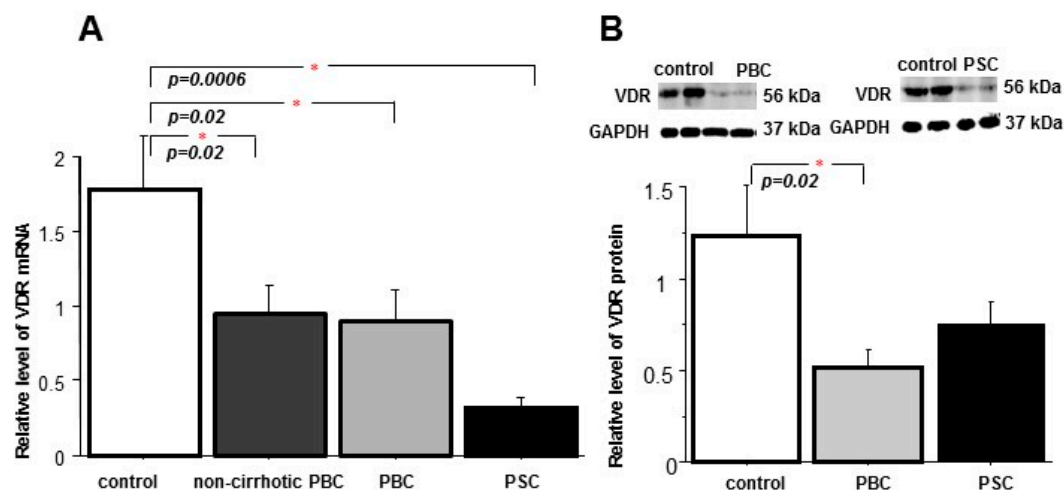 A
* 
p=0.0006
*
p=0.02
*
p=0.02
Relative level of VDR mRNA
2
1.5
1
0.5
0
control non-cirrhotic PBC PBC PSC
B
control PBC
VDR 56 kDa
GAPDH 37 kDa
control PSC
VDR 56 kDa
GAPDH 37 kDa
*
p=0.02
Relative level of VDR protein
1.5
1
0.5
0
control PBC PSC